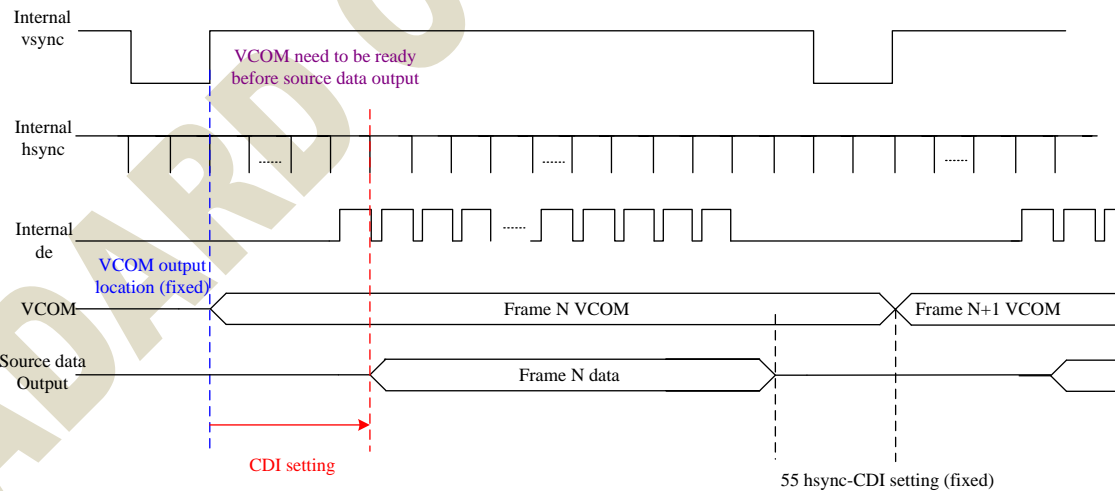 Internal
vsync
VCOM need to be ready
before source data output
Internal
hsync
......
......
......
Internal
de
......
VCOM output
location (fixed)
VCOM
Frame N VCOM
Frame N+1 VCOM
Source data
Output
Frame N data
CDI setting
55 hsync-CDI setting (fixed)